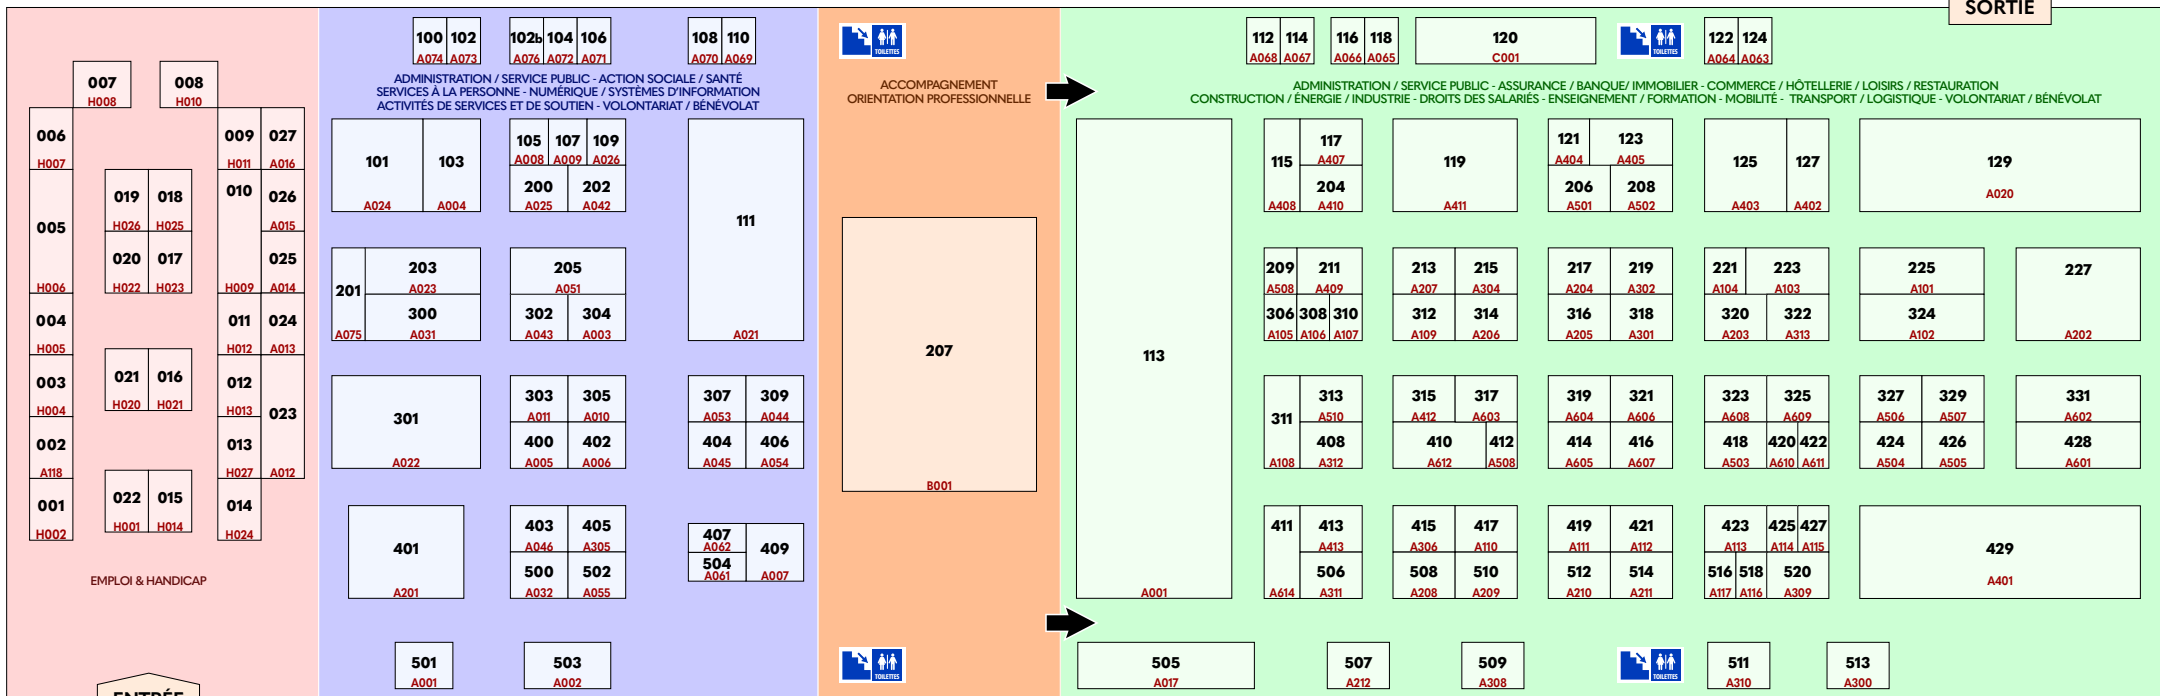 SORTIE
100 102 102b 104 106 108 110 112 114 116 118 120 122 124
A074 A073 A076 A072 A071 A070 A069 A068 A067 A066 A065 C001 A064 A063
TOILETTES
TOILETTES
ADMINISTRATION / SERVICE PUBLIC - ACTION SOCIALE / SANTÉ
SERVICES À LA PERSONNE - NUMÉRIQUE / SYSTÈMES D'INFORMATION
ACTIVITÉS DE SERVICES ET DE SOUTIEN - VOLONTARIAT / BÉNÉVOLAT
ACCOMPAGNEMENT
ORIENTATION PROFESSIONNELLE
ADMINISTRATION / SERVICE PUBLIC - ASSURANCE / BANQUE/ IMMOBILIER - COMMERCE / HÔTELLERIE / LOISIRS / RESTAURATION
CONSTRUCTION / ÉNERGIE / INDUSTRIE - DROITS DES SALARIÉS - ENSEIGNEMENT / FORMATION - MOBILITÉ - TRANSPORT / LOGISTIQUE - VOLONTARIAT / BÉNÉVOLAT
007 008
H008 H010
006 009 027
H007 H011 A016
005 019 018 010 026
H026 H025 A015
020 017 025
H006 H022 H023 H009 A014
004 011 024
H005 H012 A013
003 021 016 012 023
H004 H020 H021 H013
002 013
A118 H027 A012
001 022 015 014
H002 H001 H014 H024
EMPLOI & HANDICAP
ENTRÉE
101 103 105 107 109 111
A024 A004 A008 A009 A026 A021
200 202
A025 A042
201 203 205
A075 A023 A051
300 302 304
A031 A043 A003
301 303 305 307 309
A022 A011 A010 A053 A044
400 402 404 406
A005 A006 A045 A054
401 403 405 407 409
A201 A046 A305 A062 A007
500 502 504
A032 A055 A061
501 503
A001 A002
207
B001
TOILETTES
113
A001
115 117 119 121 123 125 127 129
A408 A407 A411 A404 A405 A403 A402 A020
204 206 208
A410 A501 A502
209 211 213 215 217 219 221 223 225 227
A508 A409 A207 A304 A204 A302 A104 A103 A101 A202
306 308 310 312 314 316 318 320 322 324
A105 A106 A107 A109 A206 A205 A301 A203 A313 A102
311 313 315 317 319 321 323 325 327 329 331
A108 A510 A412 A603 A604 A606 A608 A609 A506 A507 A602
408 410 412 414 416 418 420 422 424 426 428
A312 A612 A508 A605 A607 A503 A610 A611 A504 A505 A601
411 413 415 417 419 421 423 425 427 429
A614 A413 A306 A110 A111 A112 A113 A114 A115 A401
506 508 510 512 514 516 518 520
A311 A208 A209 A210 A211 A117 A116 A309
505 507 509 511 513
A017 A212 A308 A310 A300
TOILETTES